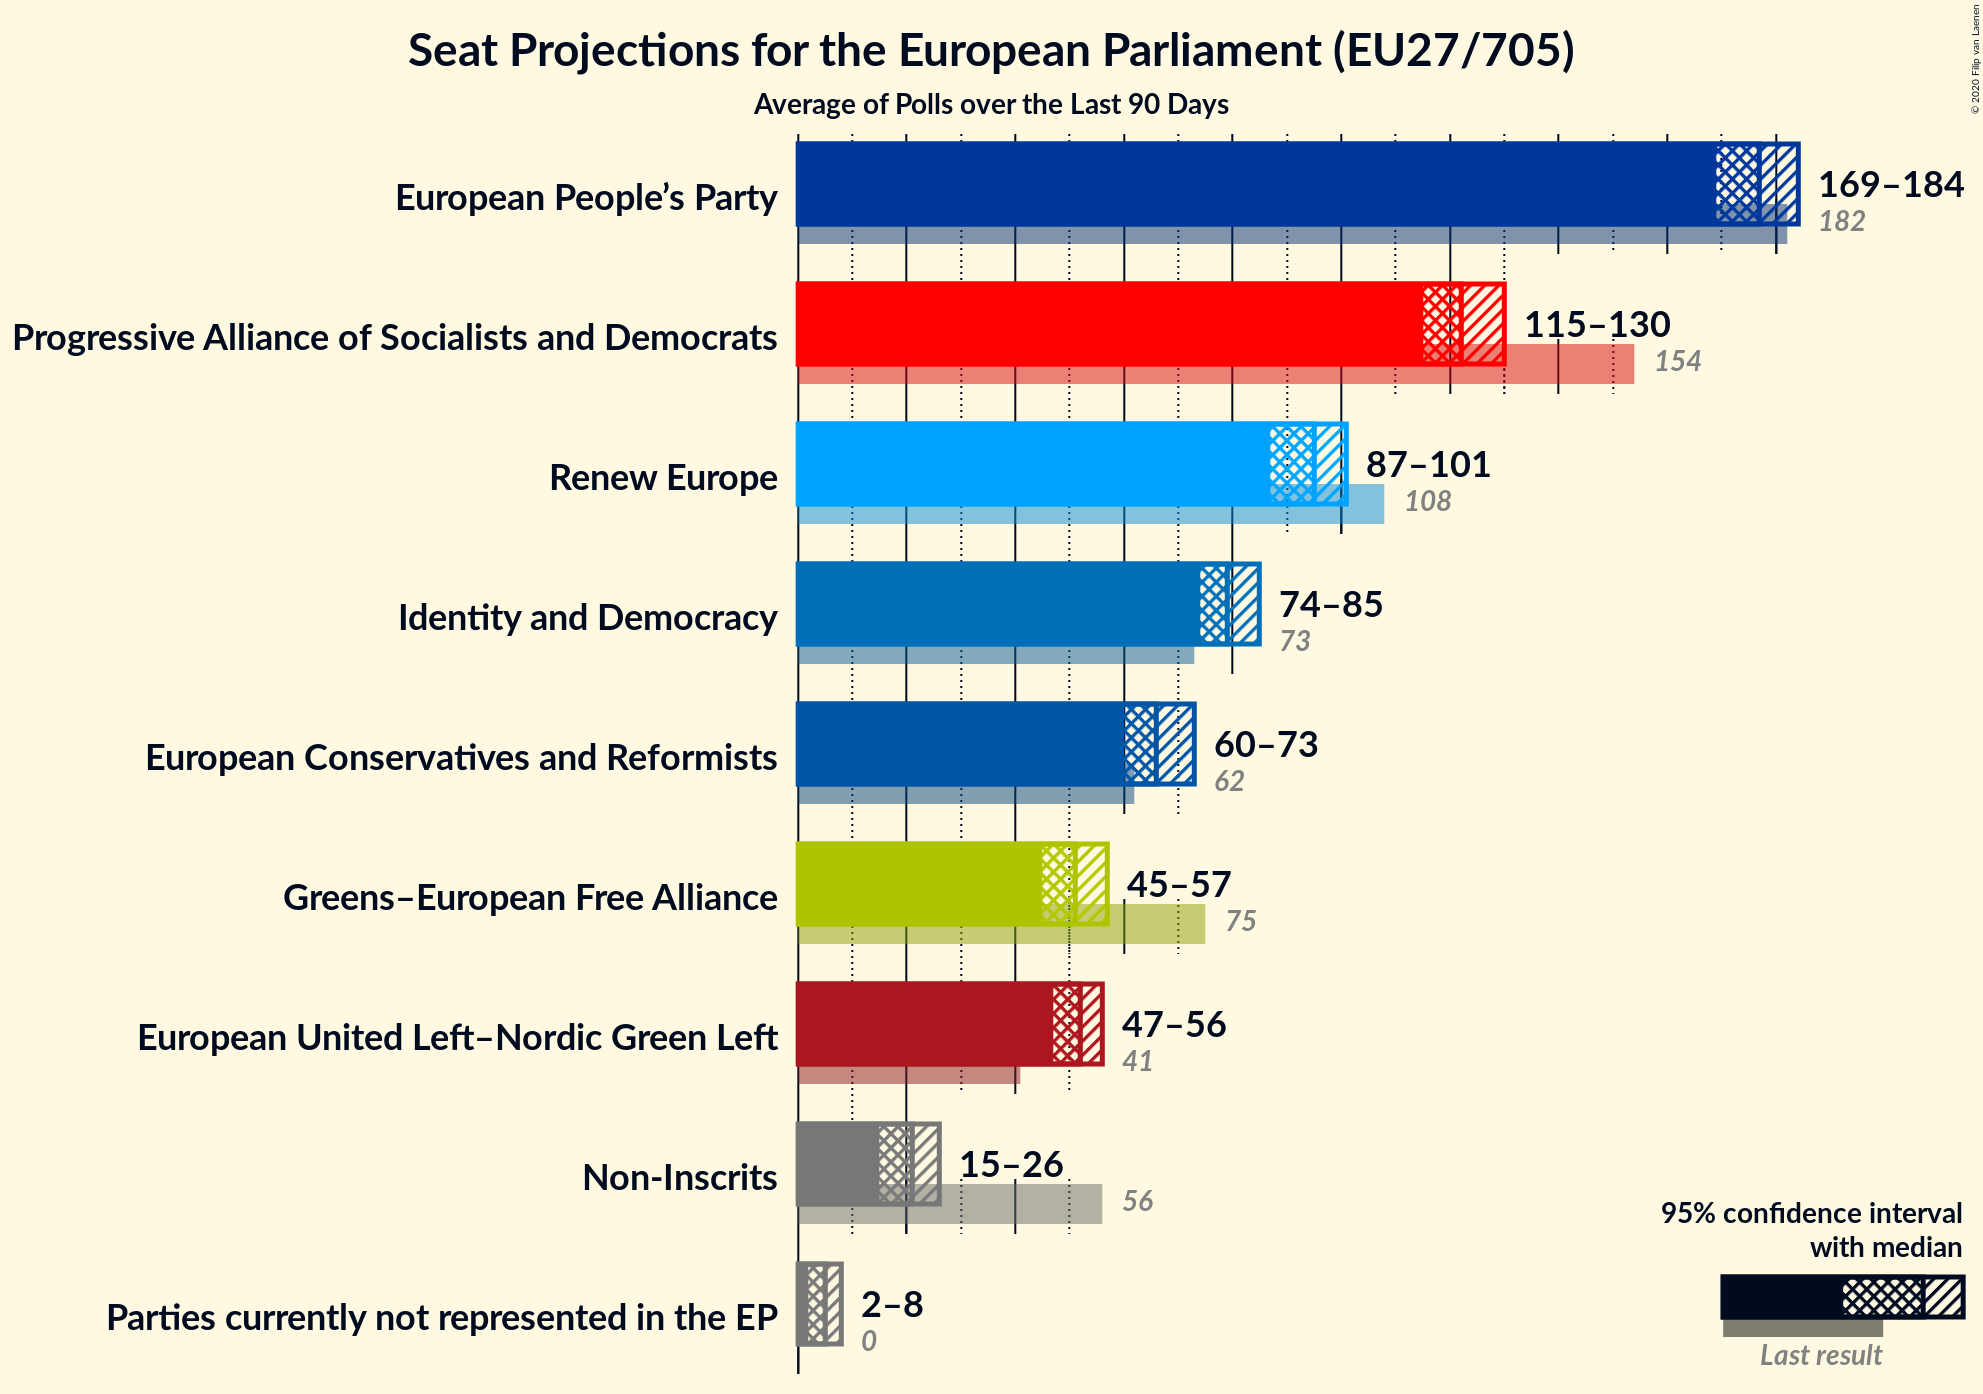 Seat Projections for the European Parliament (EU27/705)
Average of Polls over the Last 90 Days
© 2020 Filip van Laenen
European People’s Party
169–184
182
Progressive Alliance of Socialists and Democrats
115–130
154
Renew Europe
87–101
108
Identity and Democracy
74–85
73
European Conservatives and Reformists
60–73
62
Greens–European Free Alliance
45–57
75
European United Left–Nordic Green Left
47–56
41
Non-Inscrits
15–26
56
Parties currently not represented in the EP
2–8
0
95% confidence interval
with median
Last result